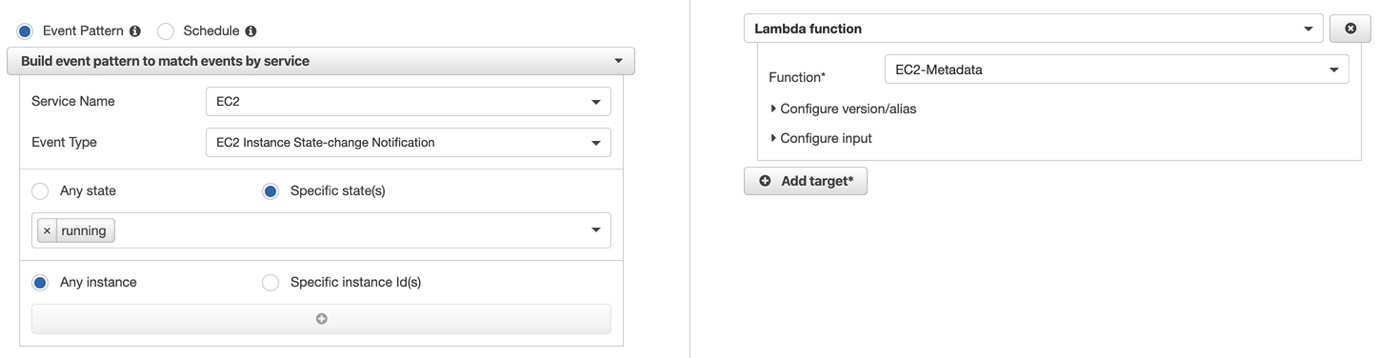 Event Pattern Schedule
Build event pattern to match events by service
Service Name EC2
Event Type EC2 Instance State-change Notification
Any state Specific state(s)
× running
Any instance Specific instance Id(s)
Lambda function
Function* EC2-Metadata
Configure version/alias
Configure input
Add target*